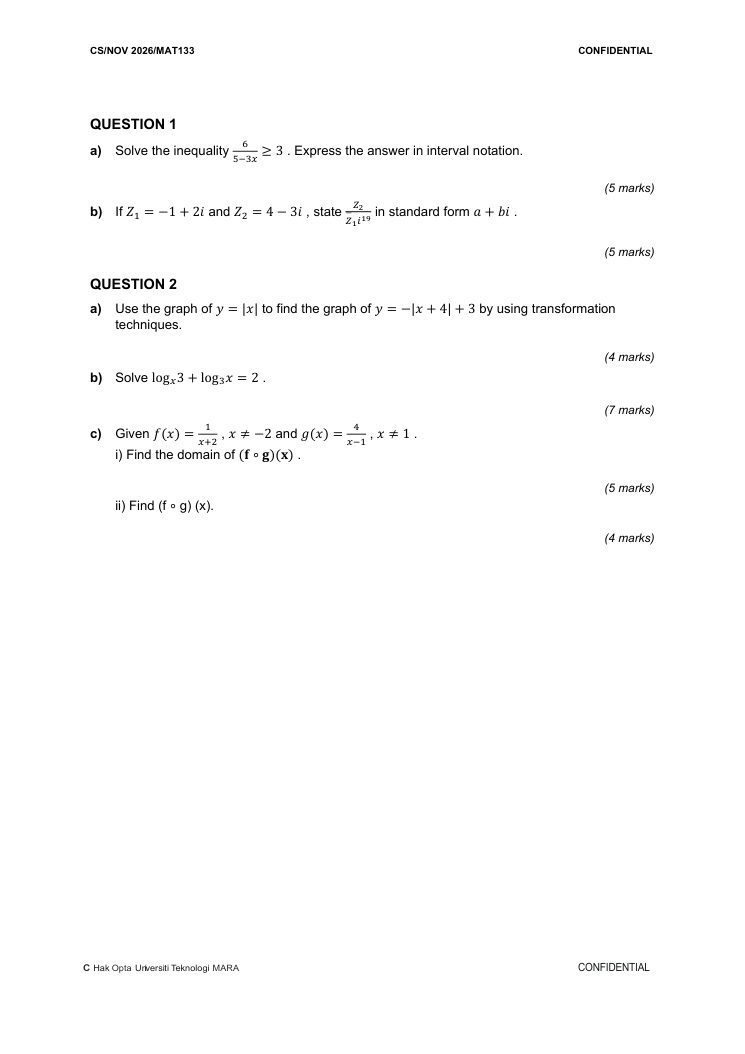 CS/NOV 2026/MAT133 CONFIDENTIAL
QUESTION 1
a) Solve the inequality 6/(5−3x) ≥ 3 . Express the answer in interval notation.
(5 marks)
b) If Z₁ = −1 + 2i and Z₂ = 4 − 3i , state Z₂/(Z̅₁i¹⁹) in standard form a + bi .
(5 marks)
QUESTION 2
a) Use the graph of y = |x| to find the graph of y = −|x + 4| + 3 by using transformation
techniques.
(4 marks)
b) Solve logₓ3 + log₃x = 2 .
(7 marks)
c) Given f(x) = 1/(x+2) , x ≠ −2 and g(x) = 4/(x−1) , x ≠ 1 .
i) Find the domain of (f ∘ g)(x) .
(5 marks)
ii) Find (f ∘ g) (x).
(4 marks)
C Hak Opta Universiti Teknologi MARA CONFIDENTIAL